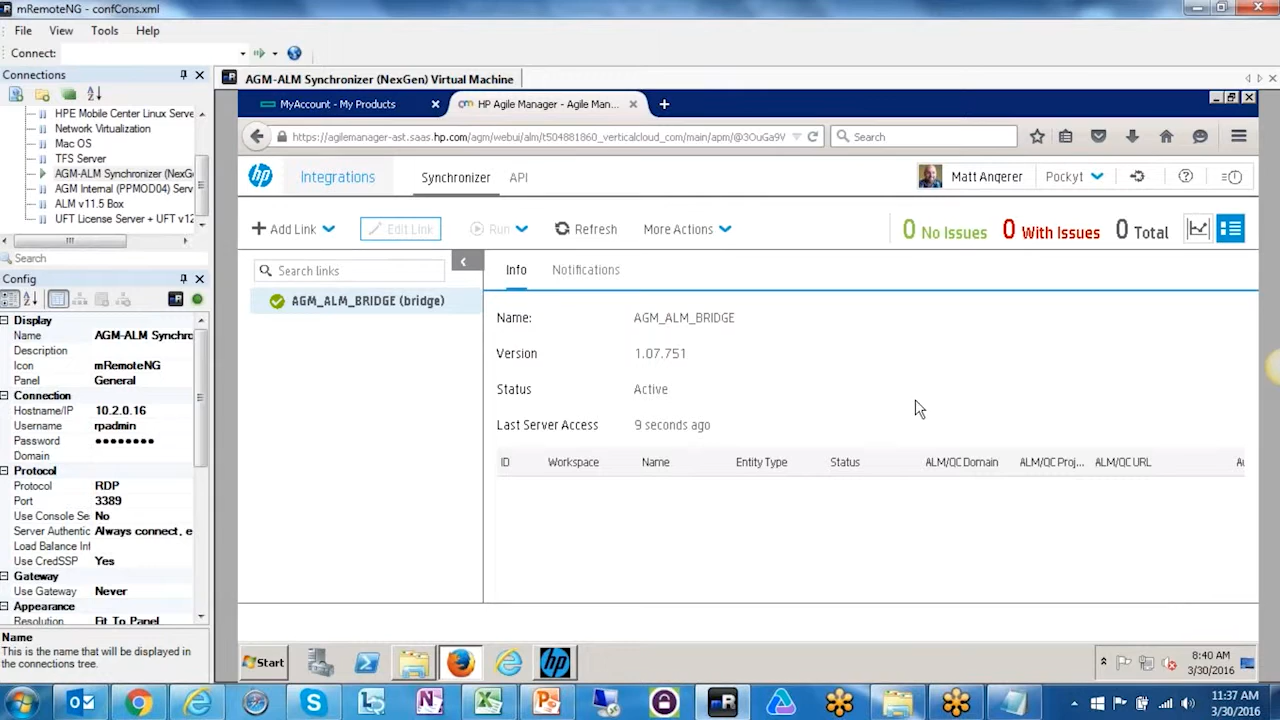 mRemoteNG - confCons.xml
File View Tools Help
Connect:
Connections
HPE Mobile Center Linux Serve
Network Virtualization
Mac OS
TFS Server
AGM-ALM Synchronizer (NexGe
AGM Internal (PPMOD04) Serv
ALM v11.5 Box
UFT License Server + UFT v12
Search
Config
Display
Name AGM-ALM Synchro
Description
Icon mRemoteNG
Panel General
Connection
Hostname/IP 10.2.0.16
Username rpadmin
Password ●●●●●●●●
Domain
Protocol
Protocol RDP
Port 3389
Use Console Se No
Server Authentic Always connect, e
Load Balance Inf
Use CredSSP Yes
Gateway
Use Gateway Never
Appearance
Resolution Fit To Panel
Name
This is the name that will be displayed in
the connections tree.
AGM-ALM Synchronizer (NexGen) Virtual Machine
MyAccount - My Products
HP Agile Manager - Agile Man...
https://agilemanager-ast.saas.hp.com/agm/webui/alm/t504881860_verticalcloud_com/main/apm/@3OuGa9V
Search
hp Integrations Synchronizer API Matt Angerer Pockyt
Add Link Edit Link Run Refresh More Actions 0 No Issues 0 With Issues 0 Total
Search links
AGM_ALM_BRIDGE (bridge)
Info Notifications
Name: AGM_ALM_BRIDGE
Version 1.07.751
Status Active
Last Server Access 9 seconds ago
ID Workspace Name Entity Type Status ALM/QC Domain ALM/QC Proj... ALM/QC URL Au
Start
8:40 AM
3/30/2016
11:37 AM
3/30/2016